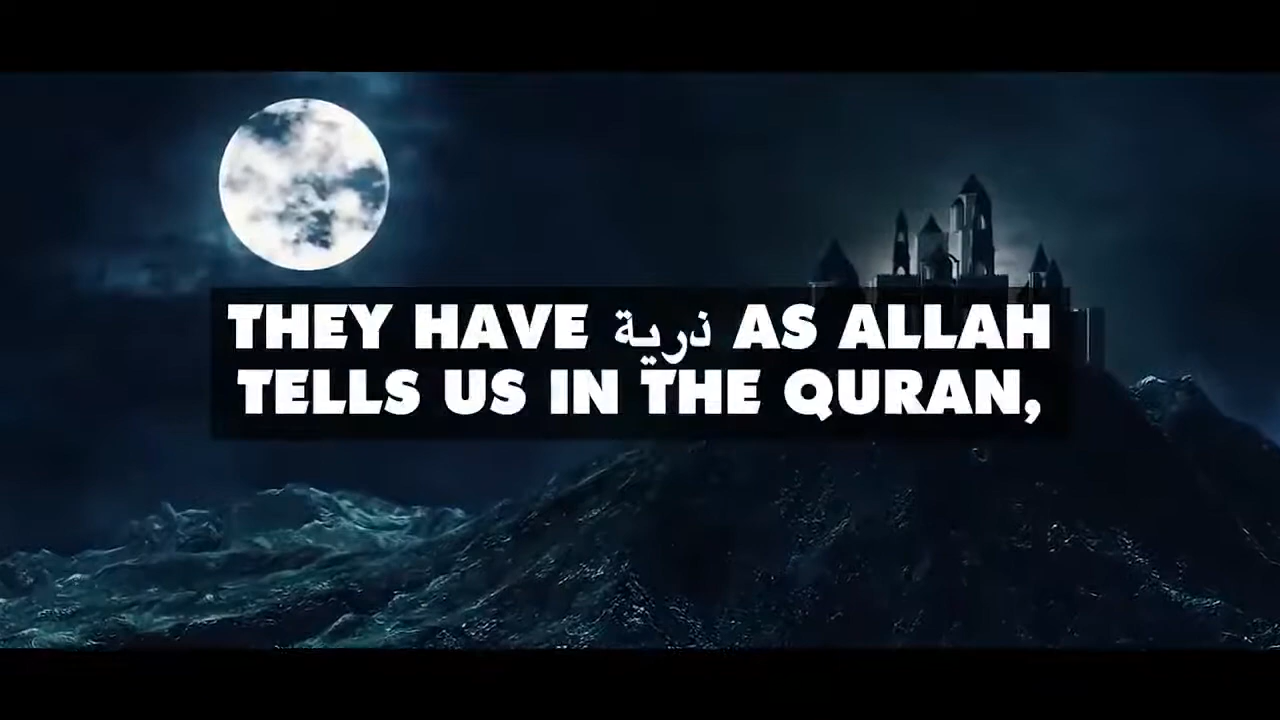 THEY HAVE ذرية AS ALLAH
TELLS US IN THE QURAN,